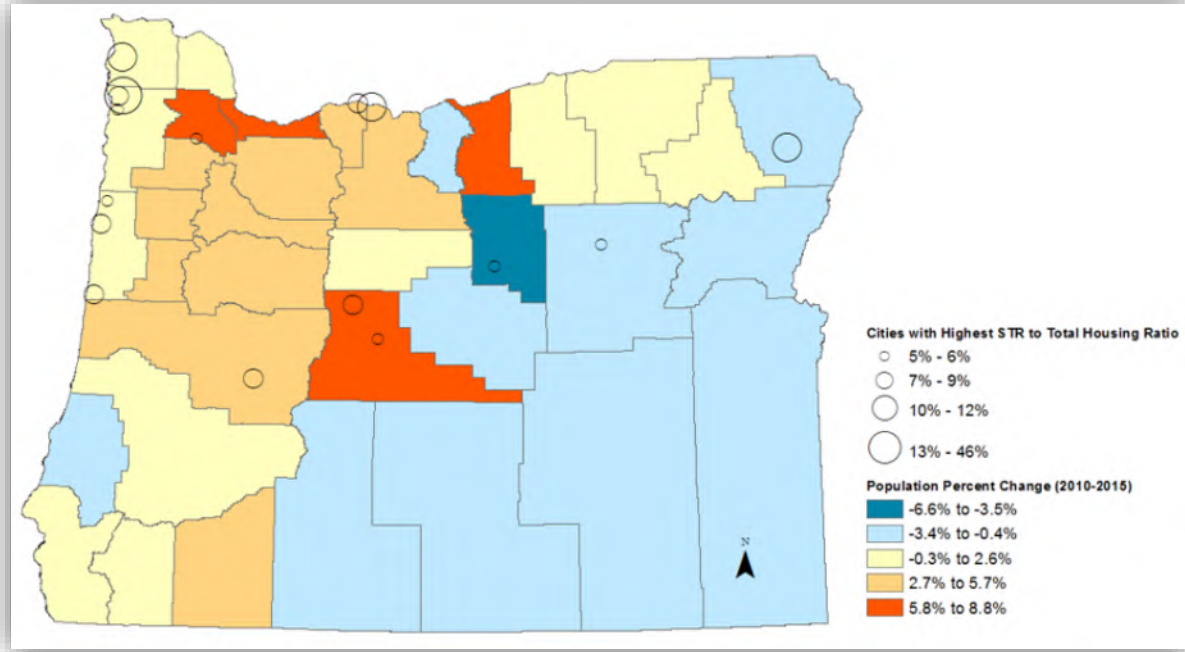 Cities with Highest STR to Total Housing Ratio
5% - 6%
7% - 9%
10% - 12%
13% - 46%
Population Percent Change (2010-2015)
-6.6% to -3.5%
-3.4% to -0.4%
-0.3% to 2.6%
2.7% to 5.7%
5.8% to 8.8%
N